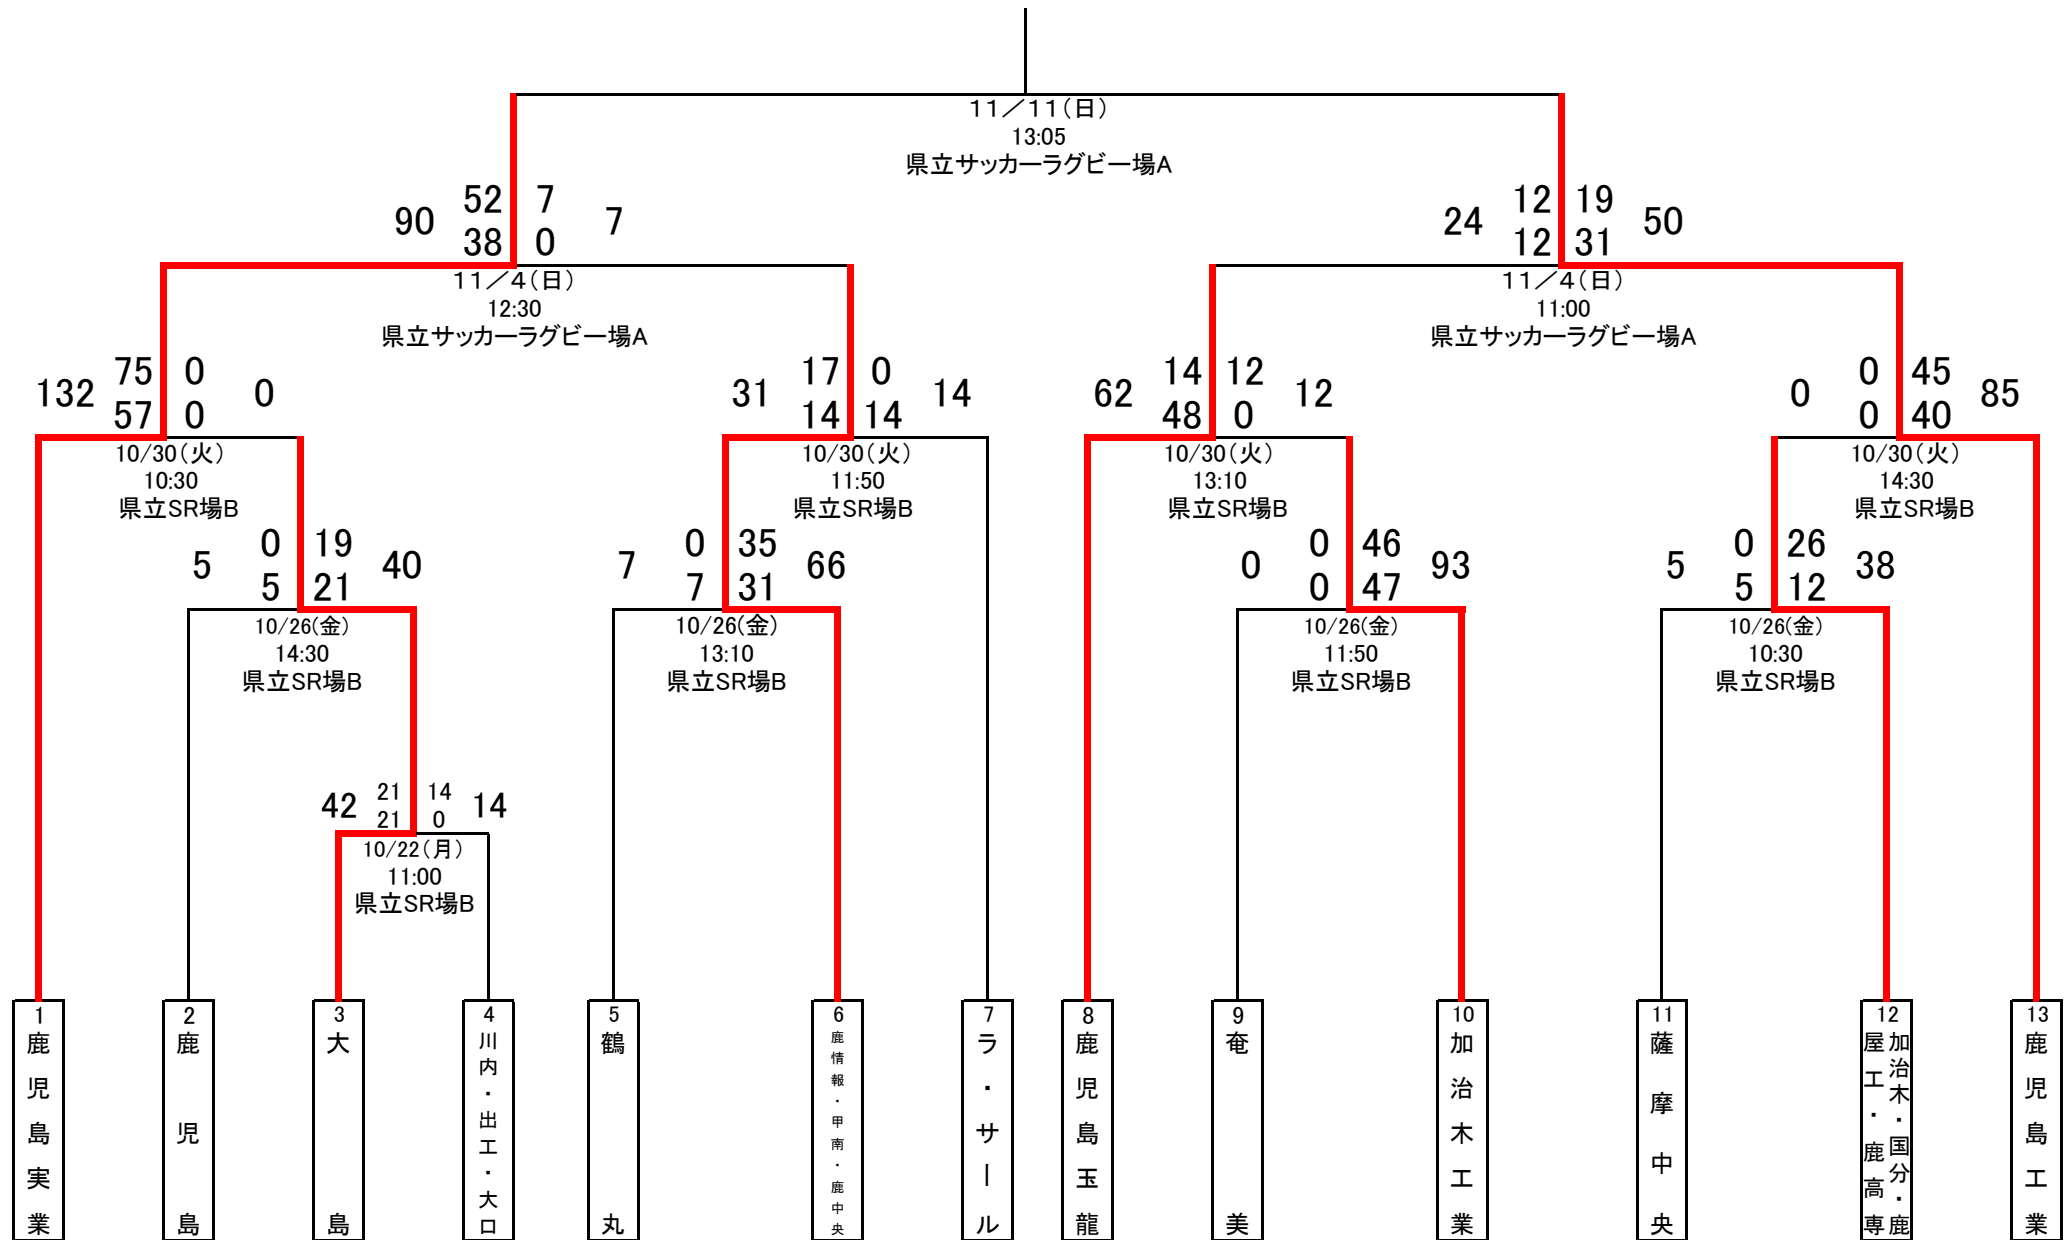 11／11（日）
13:05
県立サッカーラグビー場A
90 52 7 7
38 0
24 12 19 50
12 31
11／4（日）
12:30
県立サッカーラグビー場A
11／4（日）
11:00
県立サッカーラグビー場A
132 75 0 0
57 0
31 17 0 14
14 14
62 14 12 12
48 0
0 0 45 85
0 40
10/30（火）
10:30
県立SR場B
10/30（火）
11:50
県立SR場B
10/30（火）
13:10
県立SR場B
10/30（火）
14:30
県立SR場B
5 0 19 40
5 21
7 0 35 66
7 31
0 0 46 93
0 47
5 0 26 38
5 12
10/26(金)
14:30
県立SR場B
10/26(金)
13:10
県立SR場B
10/26(金)
11:50
県立SR場B
10/26(金)
10:30
県立SR場B
42 21 14 14
21 0
10/22（月）
11:00
県立SR場B
1
鹿児島実業
2
鹿児島
3
大島
4
川内・出工・大口
5
鶴丸
6
鹿情報・甲南・鹿中央
7
ラ・サール
8
鹿児島玉龍
9
奄美
10
加治木工業
11
薩摩中央
12
加治木・国分・鹿
屋工・鹿高専
13
鹿児島工業